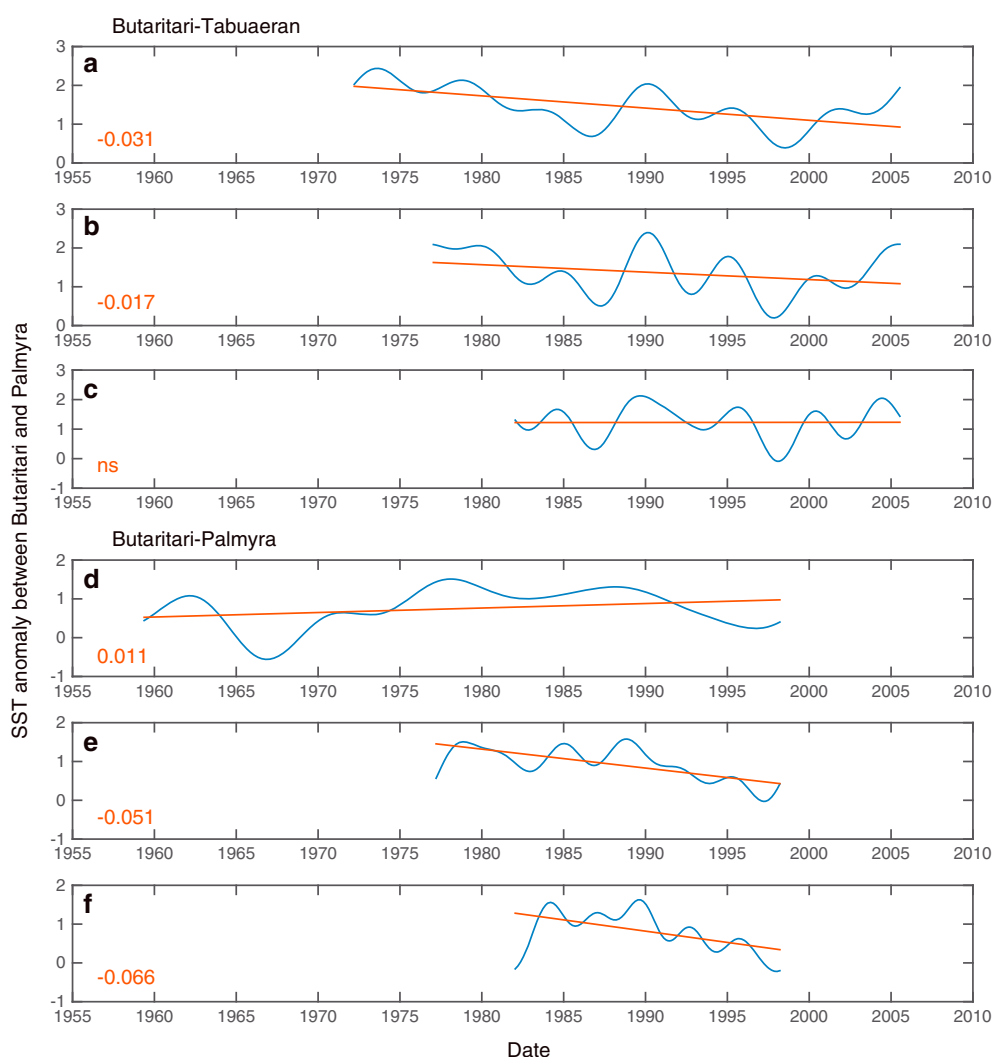 Butaritari-Tabuaeran
a
3
2
1
0
-0.031
1955 1960 1965 1970 1975 1980 1985 1990 1995 2000 2005 2010
b
3
2
1
0
-0.017
1955 1960 1965 1970 1975 1980 1985 1990 1995 2000 2005 2010
c
3
2
1
0
-1
ns
1955 1960 1965 1970 1975 1980 1985 1990 1995 2000 2005 2010
SST anomaly between Butaritari and Palmyra
Butaritari-Palmyra
d
2
1
0
-1
0.011
1955 1960 1965 1970 1975 1980 1985 1990 1995 2000 2005 2010
e
2
1
0
-1
-0.051
1955 1960 1965 1970 1975 1980 1985 1990 1995 2000 2005 2010
f
2
1
0
-1
-0.066
1955 1960 1965 1970 1975 1980 1985 1990 1995 2000 2005 2010
Date